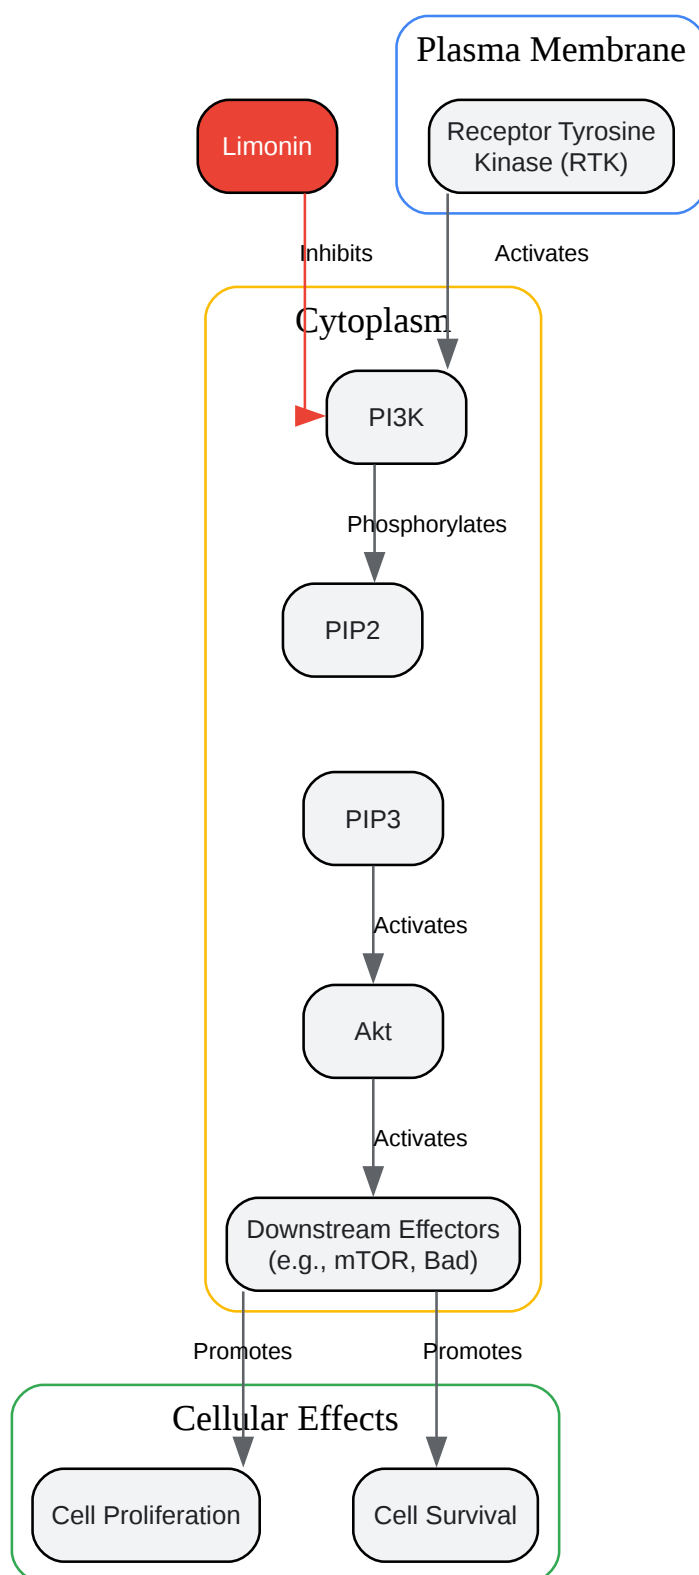 Plasma Membrane
Limonin
Receptor Tyrosine
Kinase (RTK)
Inhibits
Activates
Cytoplasm
PI3K
Phosphorylates
PIP2
PIP3
Activates
Akt
Activates
Downstream Effectors
(e.g., mTOR, Bad)
Promotes
Promotes
Cellular Effects
Cell Proliferation
Cell Survival